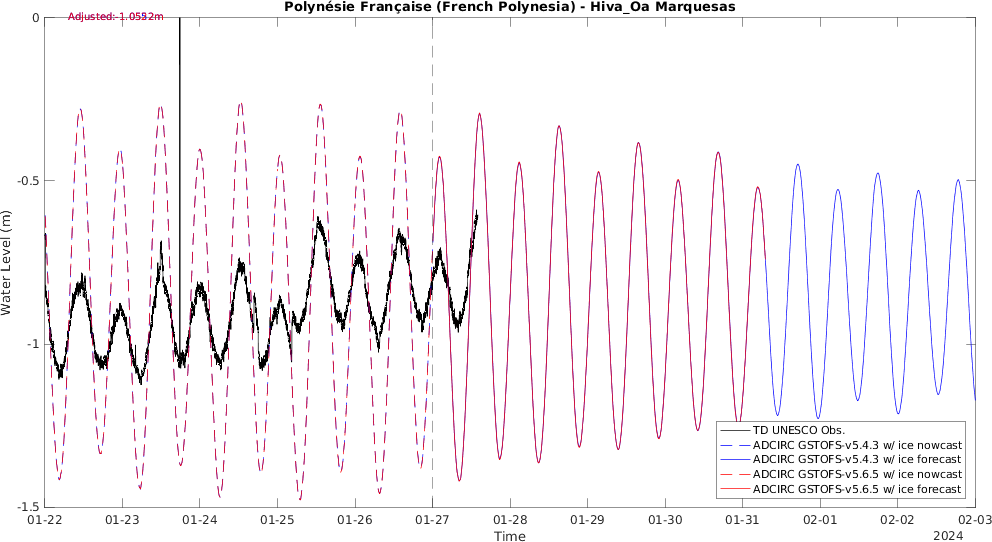 Polynésie Française (French Polynesia) - Hiva_Oa Marquesas
0
-0.5
-1
-1.5
Water Level (m)
TD UNESCO Obs.
ADCIRC GSTOFS-v5.4.3 w/ ice nowcast
ADCIRC GSTOFS-v5.4.3 w/ ice forecast
ADCIRC GSTOFS-v5.6.5 w/ ice nowcast
ADCIRC GSTOFS-v5.6.5 w/ ice forecast
01-22 01-23 01-24 01-25 01-26 01-27 01-28 01-29 01-30 01-31 02-01 02-02 02-03
Time
2024